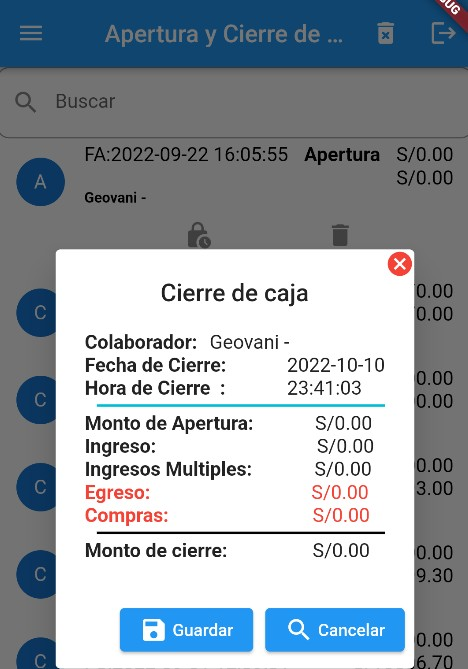 UG
Apertura y Cierre de ...
Buscar
FA:2022-09-22 16:05:55 Apertura S/0.00
A
S/0.00
Geovani -
Cierre de caja
C
0.00
0.00
Colaborador: Geovani -
Fecha de Cierre: 2022-10-10
Hora de Cierre : 23:41:03
C
0.00
00.00
Monto de Apertura: S/0.00
Ingreso: S/0.00
Ingresos Multiples: S/0.00
Egreso: S/0.00
Compras: S/0.00
C
0.00
3.00
Monto de cierre: S/0.00
C
0.00
9.30
Guardar Cancelar
C
0.00
6.70